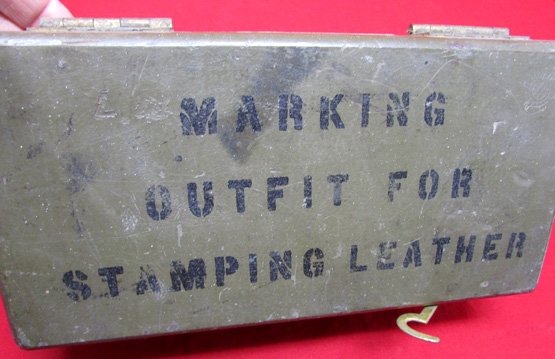 MARKING
OUTFIT FOR
STAMPING LEATHER